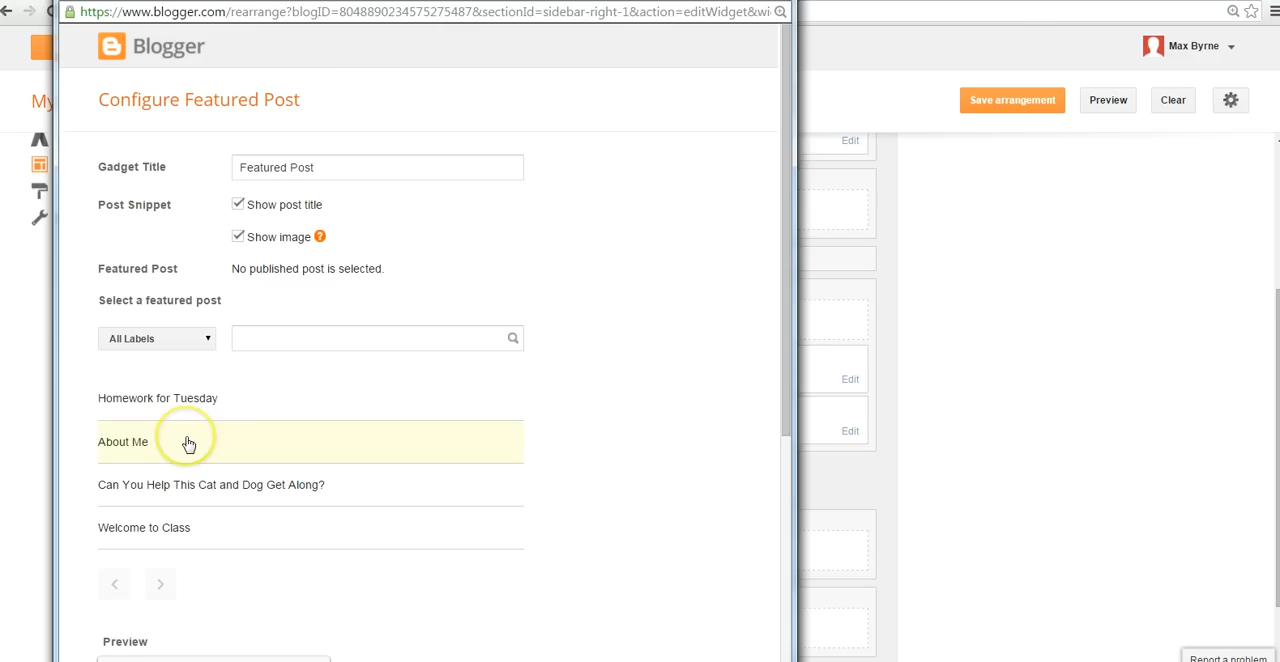 https://www.blogger.com/rearrange?blogID=8048890234575275487&sectionId=sidebar-right-1&action=editWidget&wi
Blogger
Max Byrne
My
Configure Featured Post
Save arrangement
Preview
Clear
Edit
Gadget Title
Featured Post
Post Snippet
Show post title
Show image ?
Featured Post
No published post is selected.
Select a featured post
All Labels
Homework for Tuesday
Edit
About Me
Edit
Can You Help This Cat and Dog Get Along?
Welcome to Class
Preview
Report a problem